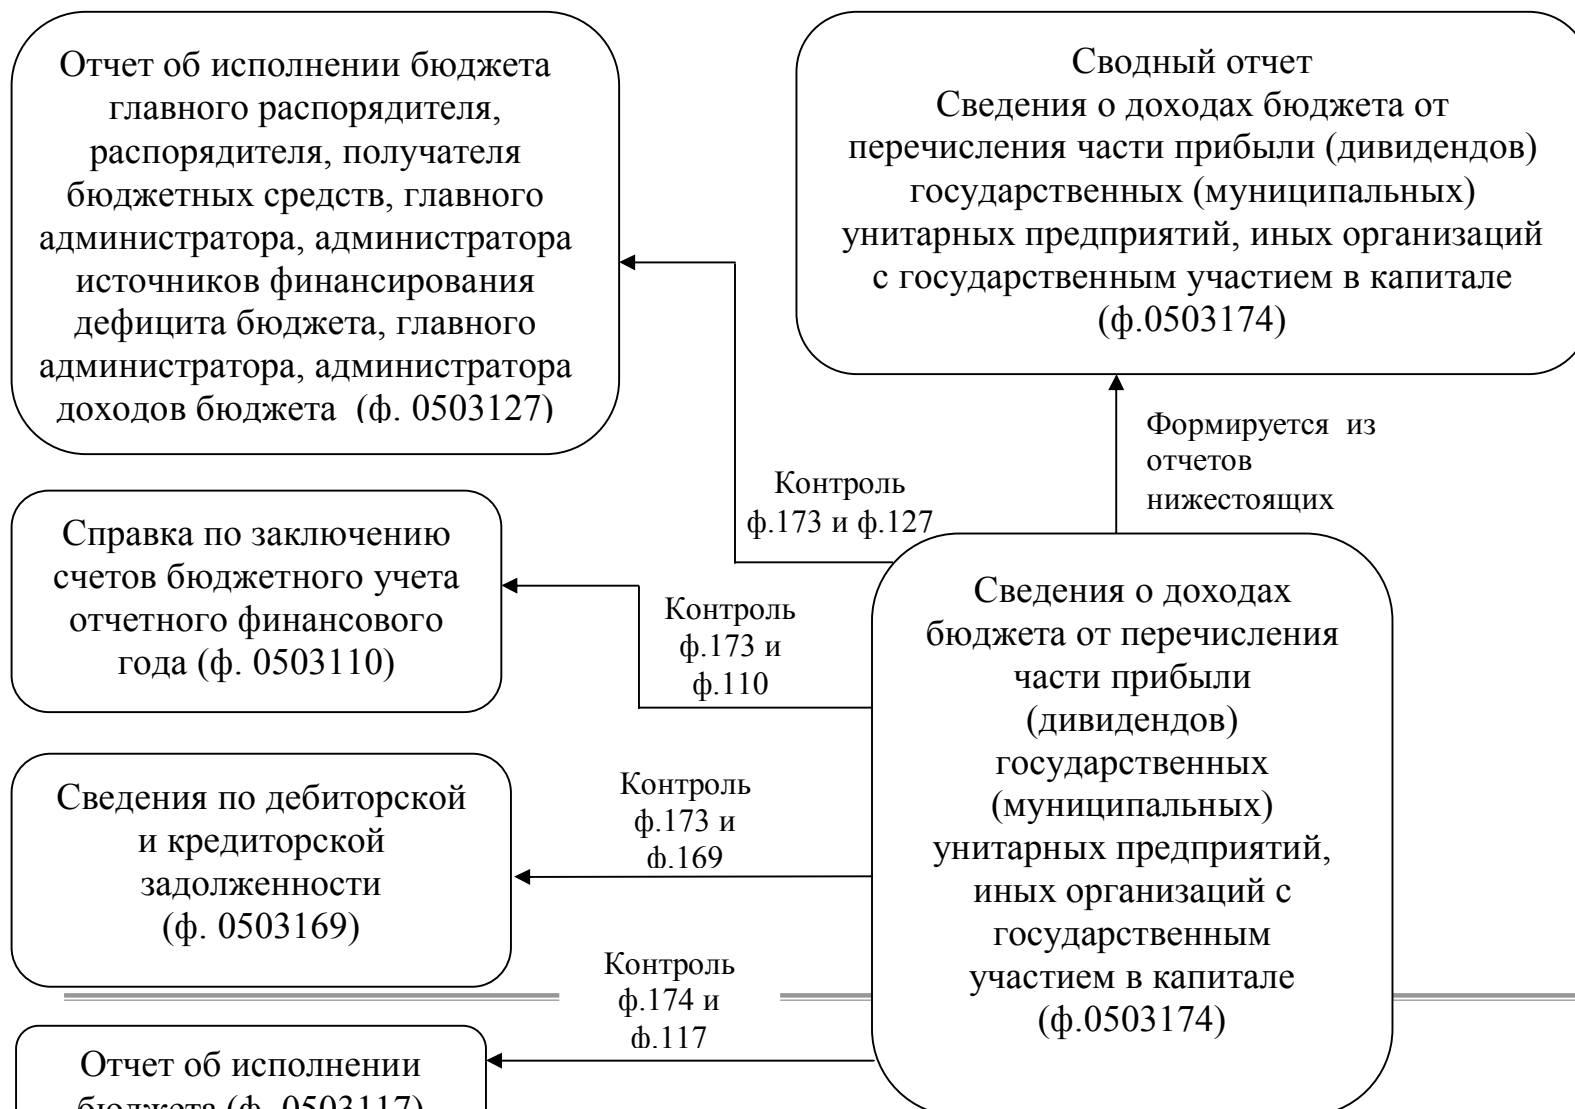 Отчет об исполнении бюджета
главного распорядителя,
распорядителя, получателя
бюджетных средств, главного
администратора, администратора
источников финансирования
дефицита бюджета, главного
администратора, администратора
доходов бюджета (ф. 0503127)
Сводный отчет
Сведения о доходах бюджета от
перечисления части прибыли (дивидендов)
государственных (муниципальных)
унитарных предприятий, иных организаций
с государственным участием в капитале
(ф.0503174)
Формируется из
отчетов
нижестоящих
Контроль
ф.173 и ф.127
Справка по заключению
счетов бюджетного учета
отчетного финансового
года (ф. 0503110)
Контроль
ф.173 и
ф.110
Сведения о доходах
бюджета от перечисления
части прибыли
(дивидендов)
государственных
(муниципальных)
унитарных предприятий,
иных организаций с
государственным
участием в капитале
(ф.0503174)
Сведения по дебиторской
и кредиторской
задолженности
(ф. 0503169)
Контроль
ф.173 и
ф.169
Контроль
ф.174 и
ф.117
Отчет об исполнении
бюджета (ф. 0503117)